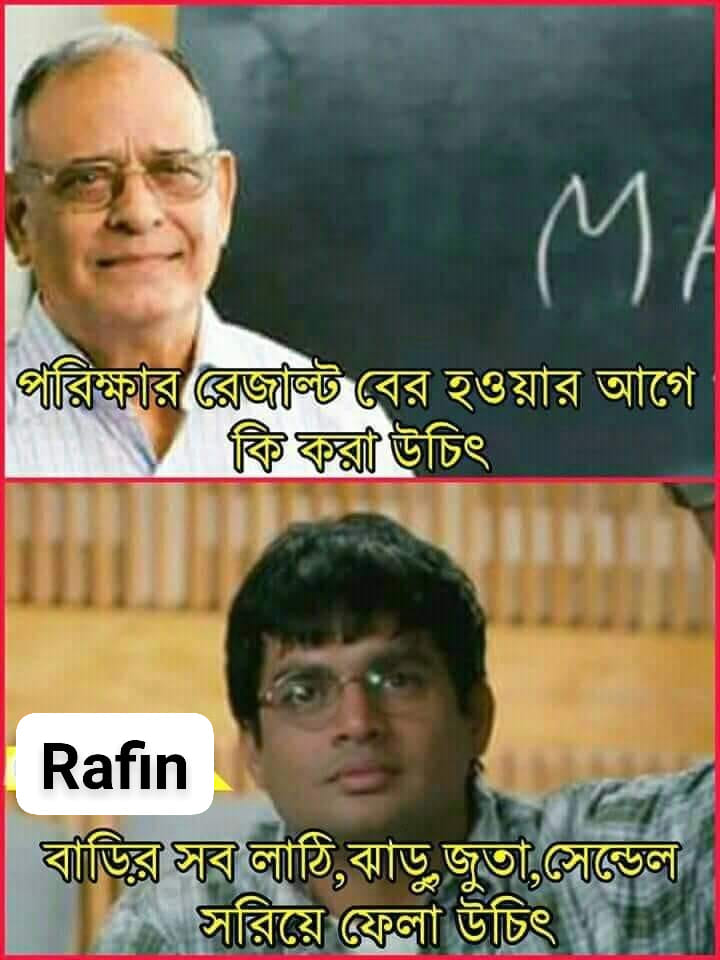 MA
পরিক্ষার রেজাল্ট বের হওয়ার আগে
কি করা উচিৎ
Rafin
বাড়ির সব লাঠি,ঝাড়ু,জুতা,সেন্ডেল
সরিয়ে ফেলা উচিৎ